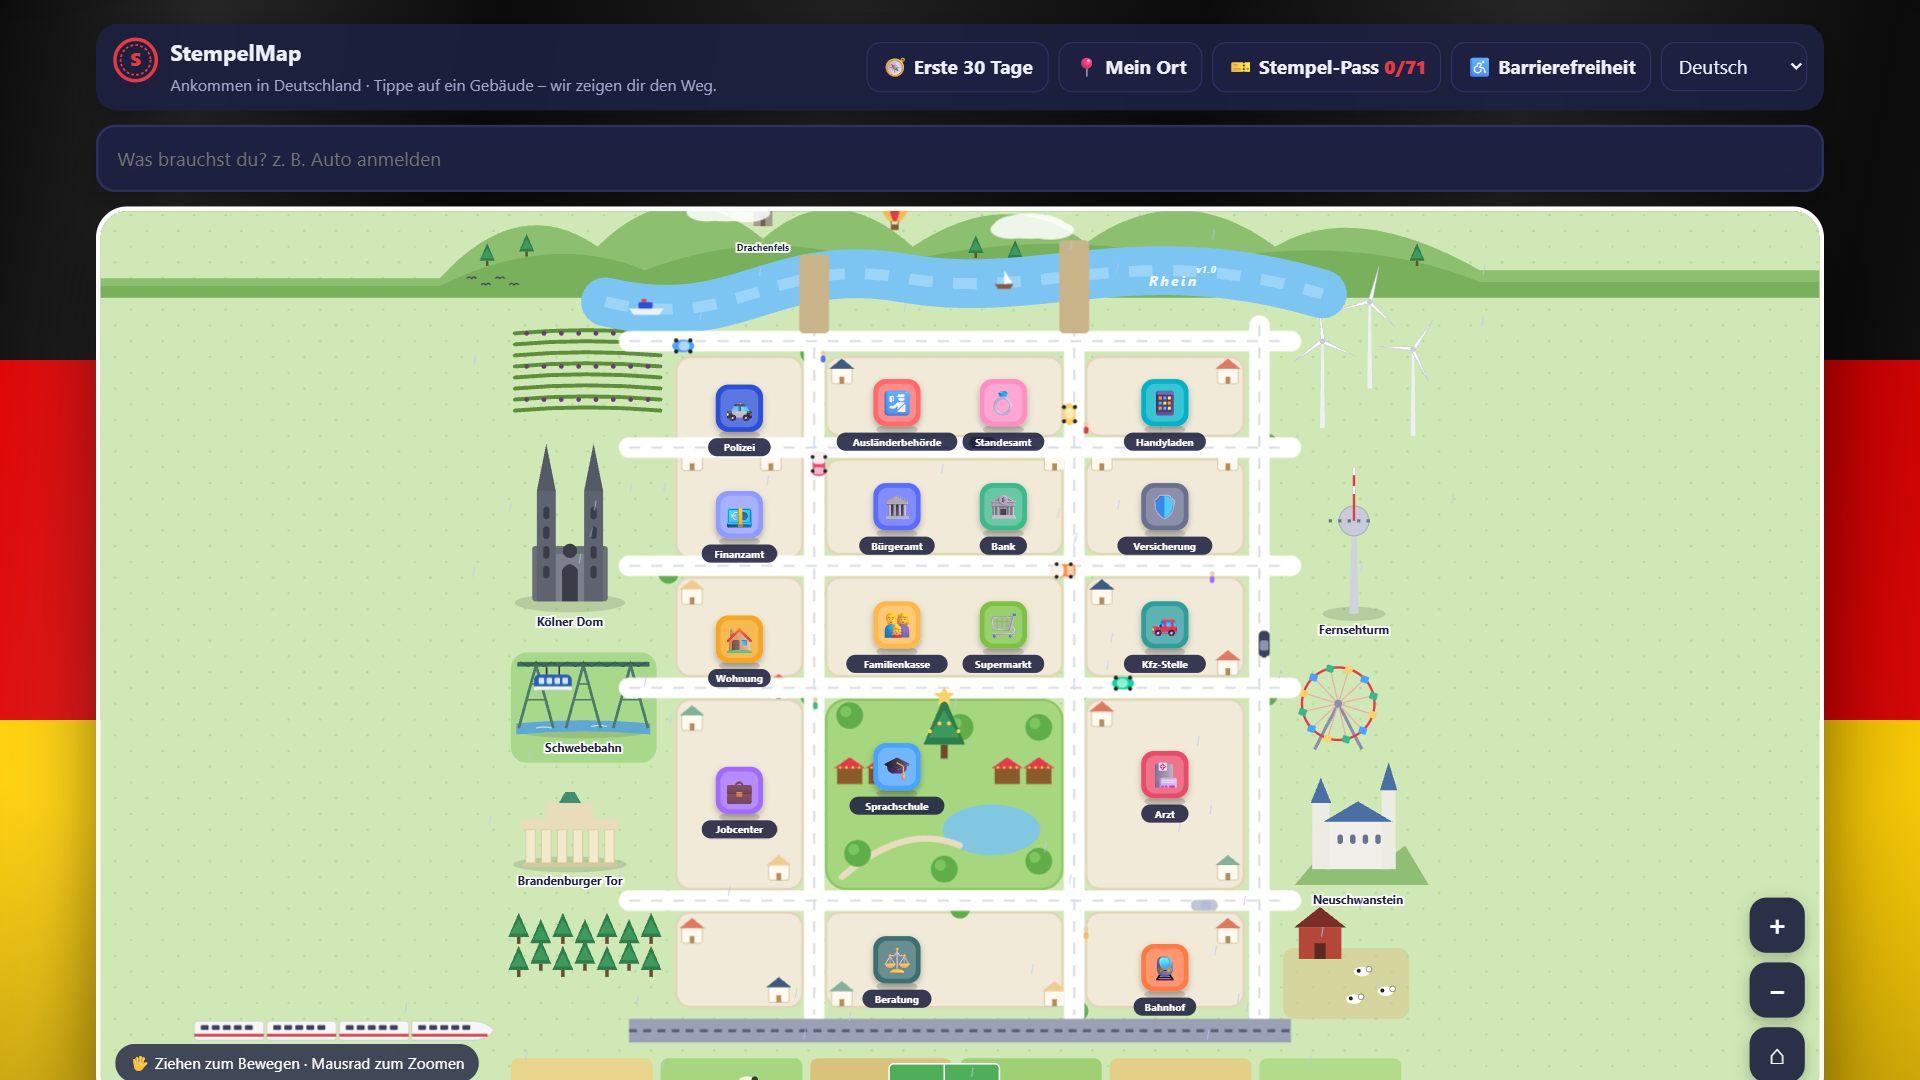 S
StempelMap
Ankommen in Deutschland · Tippe auf ein Gebäude – wir zeigen dir den Weg.
Erste 30 Tage
Mein Ort
Stempel-Pass 0/71
Barrierefreiheit
Deutsch
Was brauchst du? z. B. Auto anmelden
Drachenfels
v1.0
Rhein
Polizei
Ausländerbehörde
Standesamt
Handyladen
Finanzamt
Bürgeramt
Bank
Versicherung
Kölner Dom
Fernsehturm
Wohnung
Familienkasse
Supermarkt
Kfz-Stelle
Schwebebahn
Sprachschule
Arzt
Jobcenter
Brandenburger Tor
Neuschwanstein
Beratung
Bahnhof
Ziehen zum Bewegen · Mausrad zum Zoomen
+
−